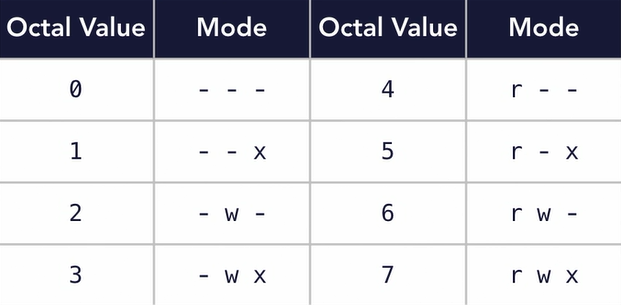 Octal Value Mode Octal Value Mode
0 - - - 4 r - -
1 - - x 5 r - x
2 - w - 6 r w -
3 - w x 7 r w x